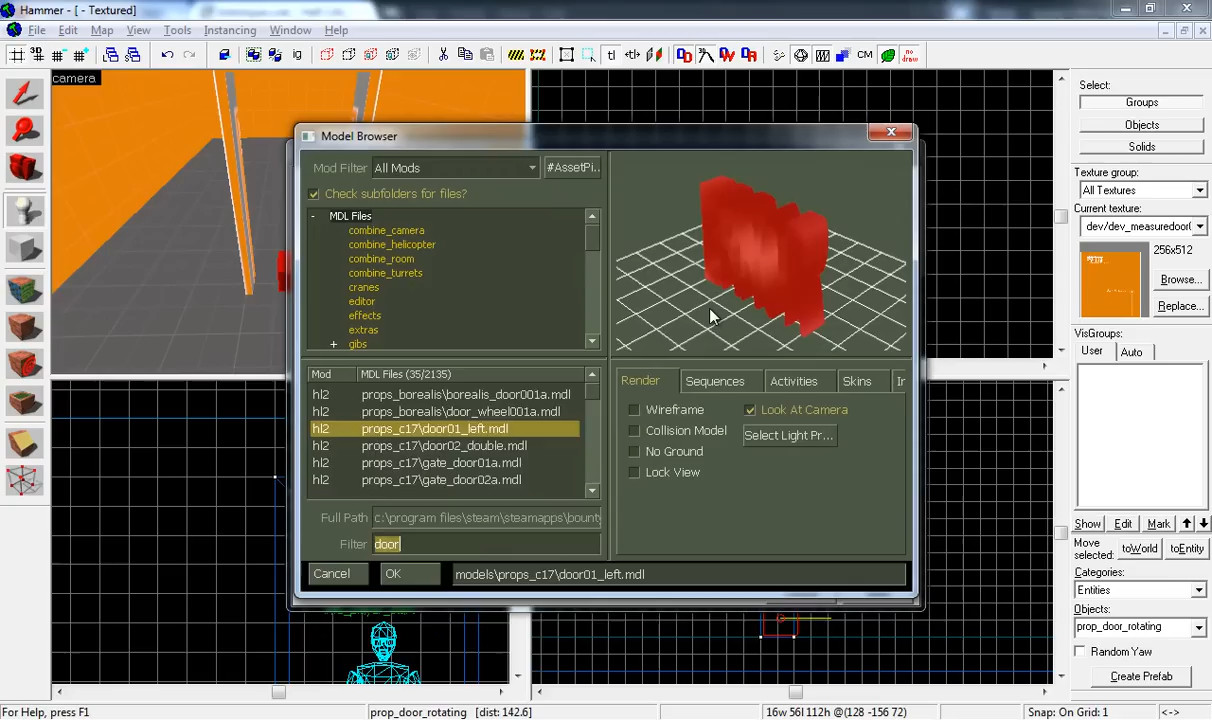 Hammer - [ - Textured]
File Edit Map View Tools Instancing Window Help
3D
ig
tl
CM
no draw
camera
Select:
Groups
Objects
Solids
Texture group:
All Textures
Current texture:
dev/dev_measuredoor(
256x512
Browse...
Replace...
VisGroups:
User Auto
Show Edit Mark
Move selected:
toWorld toEntity
Categories:
Entities
Objects:
prop_door_rotating
Random Yaw
Create Prefab
Model Browser
Mod Filter All Mods #AssetPi..
Check subfolders for files?
- MDL Files
combine_camera
combine_helicopter
combine_room
combine_turrets
cranes
editor
effects
extras
+ gibs
Mod MDL Files (35/2135)
hl2 props_borealis\borealis_door001a.mdl
hl2 props_borealis\door_wheel001a.mdl
hl2 props_c17\door01_left.mdl
hl2 props_c17\door02_double.mdl
hl2 props_c17\gate_door01a.mdl
hl2 props_c17\gate_door02a.mdl
Full Path c:\program files\steam\steamapps\bounty
Filter door
Cancel OK models\props_c17\door01_left.mdl
Render Sequences Activities Skins In
Wireframe
Look At Camera
Collision Model
Select Light Pr...
No Ground
Lock View
For Help, press F1
prop_door_rotating [dist: 142.6]
16w 56l 112h @(128 -156 72)
Snap: On Grid: 1
<->